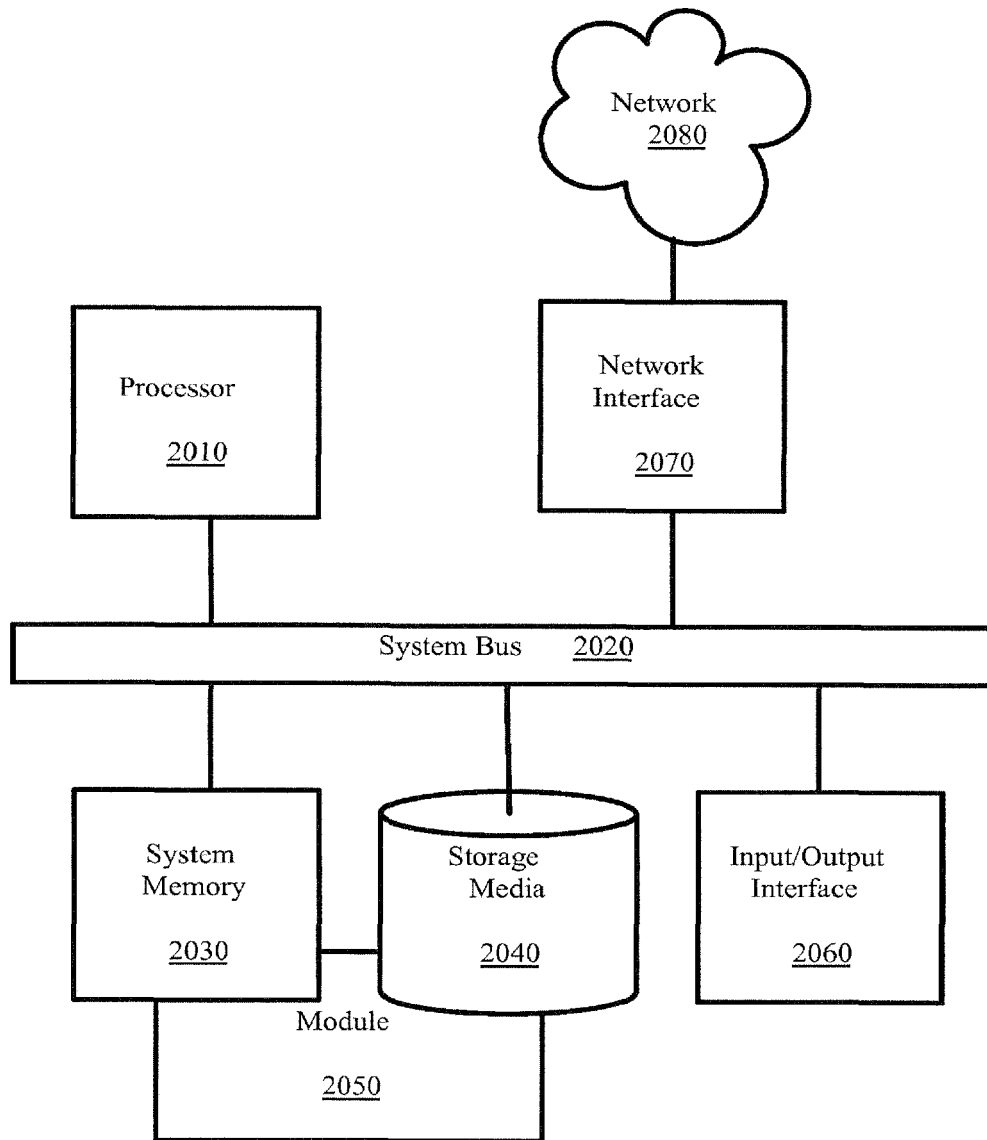 Network
2080
Processor
2010
Network
Interface
2070
System Bus 2020
System
Memory
2030
Storage
Media
2040
Input/Output
Interface
2060
Module
2050